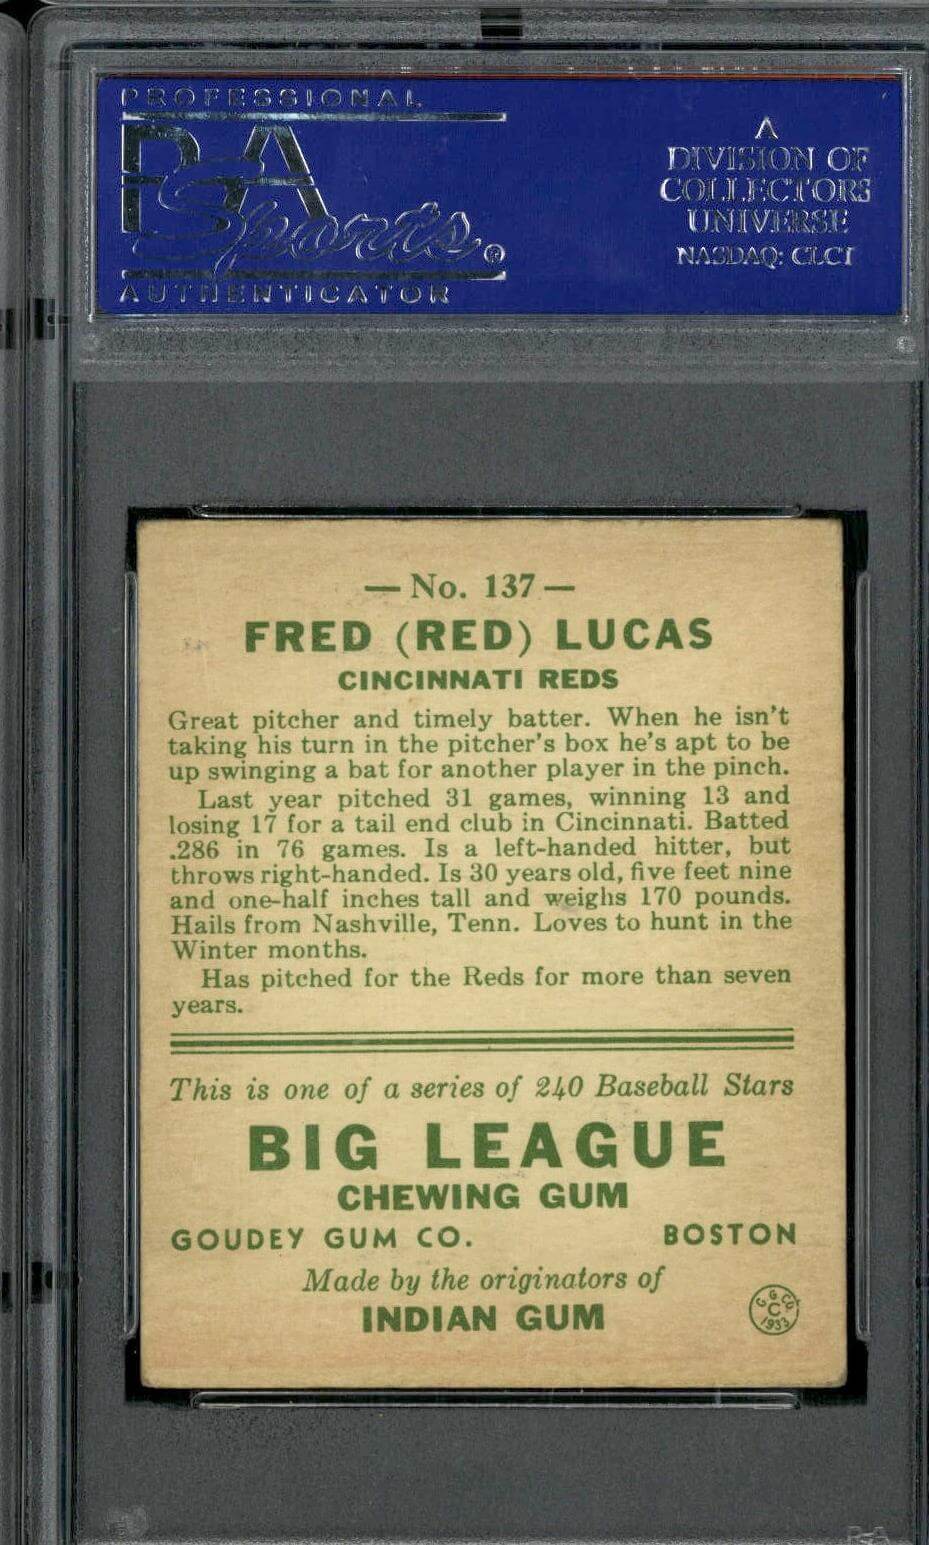 PROFESSIONAL
PSA
Sports®
AUTHENTICATOR
A
DIVISION OF
COLLECTORS
UNIVERSE
NASDAQ: CLCT
— No. 137 —
FRED (RED) LUCAS
CINCINNATI REDS
Great pitcher and timely batter. When he isn't
taking his turn in the pitcher's box he's apt to be
up swinging a bat for another player in the pinch.
Last year pitched 31 games, winning 13 and
losing 17 for a tail end club in Cincinnati. Batted
.286 in 76 games. Is a left-handed hitter, but
throws right-handed. Is 30 years old, five feet nine
and one-half inches tall and weighs 170 pounds.
Hails from Nashville, Tenn. Loves to hunt in the
Winter months.
Has pitched for the Reds for more than seven
years.
This is one of a series of 240 Baseball Stars
BIG LEAGUE
CHEWING GUM
GOUDEY GUM CO. BOSTON
Made by the originators of
INDIAN GUM
G G CO.
C
1933
PSA